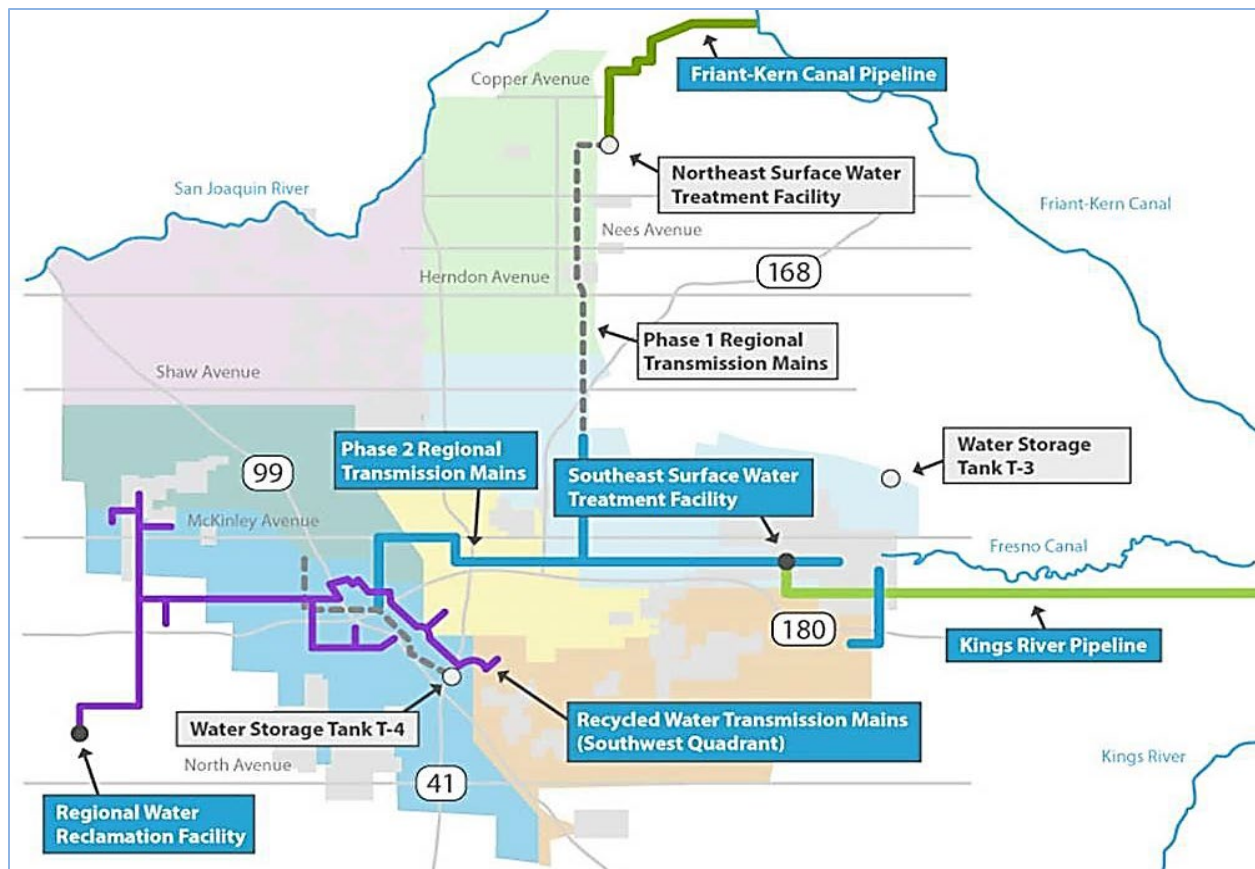 Copper Avenue
Friant-Kern Canal Pipeline
Northeast Surface Water
Treatment Facility
San Joaquin River
Friant-Kern Canal
Nees Avenue
Herndon Avenue
168
Phase 1 Regional
Transmission Mains
Shaw Avenue
Phase 2 Regional
Transmission Mains
Southeast Surface Water
Treatment Facility
Water Storage
Tank T-3
99
McKinley Avenue
Fresno Canal
180
Kings River Pipeline
Water Storage Tank T-4
Recycled Water Transmission Mains
(Southwest Quadrant)
North Avenue
41
Kings River
Regional Water
Reclamation Facility